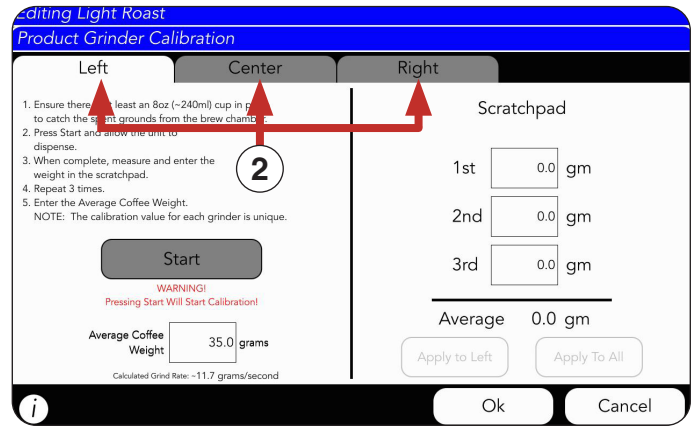 Editing Light Roast
Product Grinder Calibration
Left Center Right
1. Ensure there least an 8oz (~240ml) cup in
to catch the spent grounds from the brew chamber.
2. Press Start and allow the unit to
dispense.
3. When complete, measure and enter the
weight in the scratchpad.
4. Repeat 3 times.
5. Enter the Average Coffee Weight.
NOTE: The calibration value for each grinder is unique.
2
Start
WARNING!
Pressing Start Will Start Calibration!
Average Coffee
Weight
35.0 grams
Calculated Grind Rate: ~11.7 grams/second
Scratchpad
1st 0.0 gm
2nd 0.0 gm
3rd 0.0 gm
Average 0.0 gm
Apply to Left Apply To All
i Ok Cancel